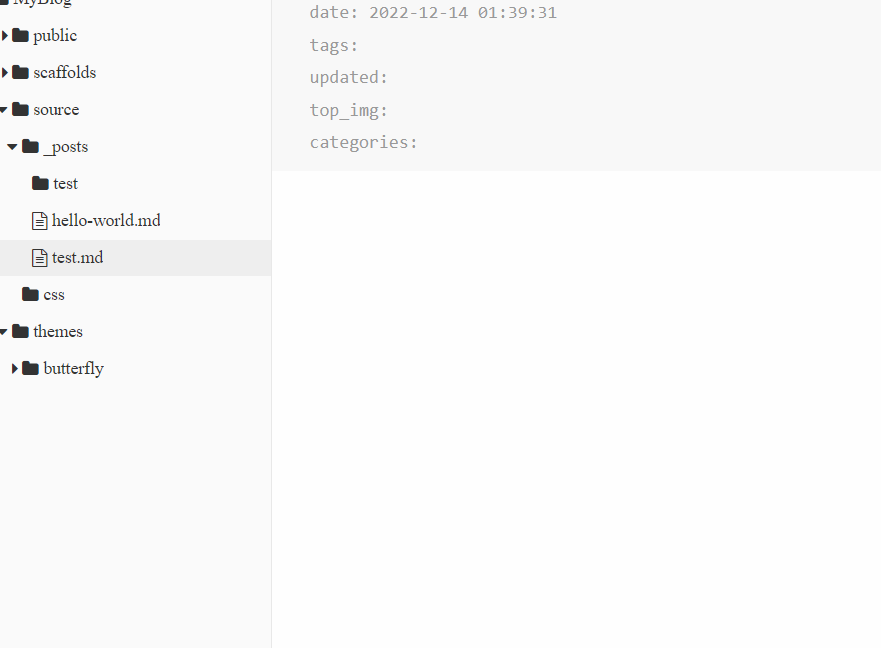 MyBlog
public
scaffolds
source
_posts
test
hello-world.md
test.md
css
themes
butterfly
date: 2022-12-14 01:39:31
tags:
updated:
top_img:
categories: